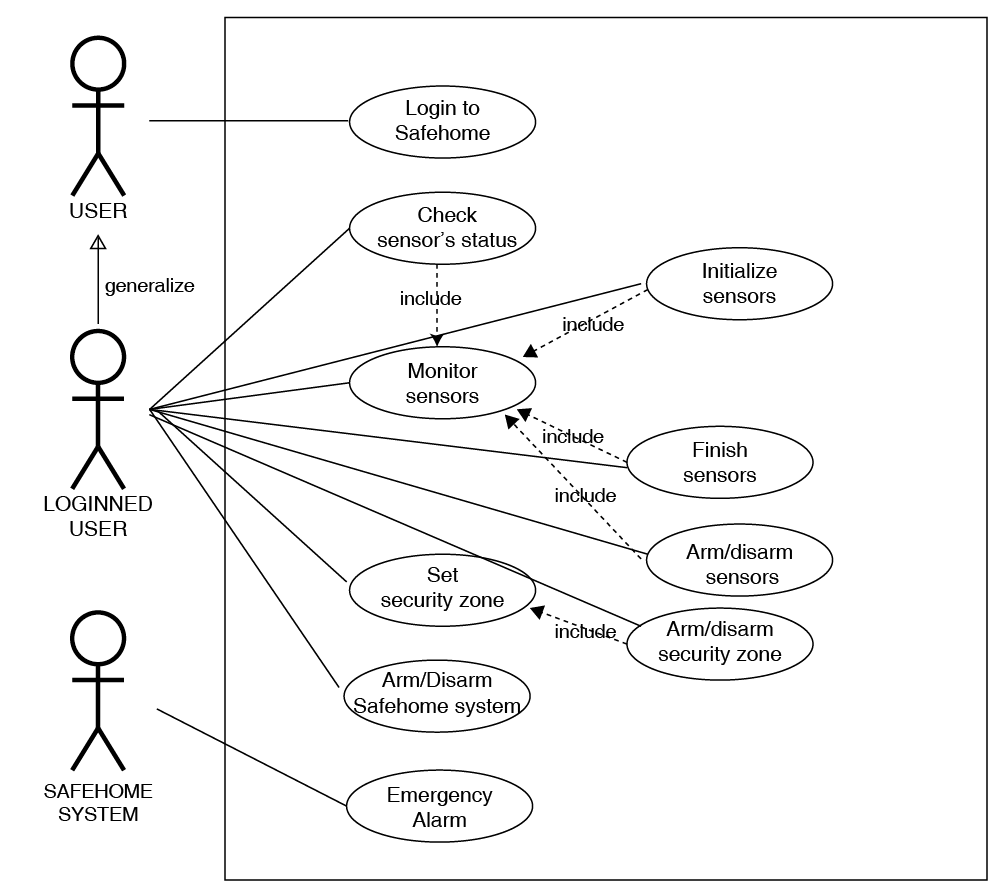 Login to
Safehome
USER
Check
sensor's status
generalize
include
Initialize
sensors
include
Monitor
sensors
include
Finish
sensors
LOGINNED
USER
include
Arm/disarm
sensors
Set
security zone
include
Arm/disarm
security zone
Arm/Disarm
Safehome system
SAFEHOME
SYSTEM
Emergency
Alarm